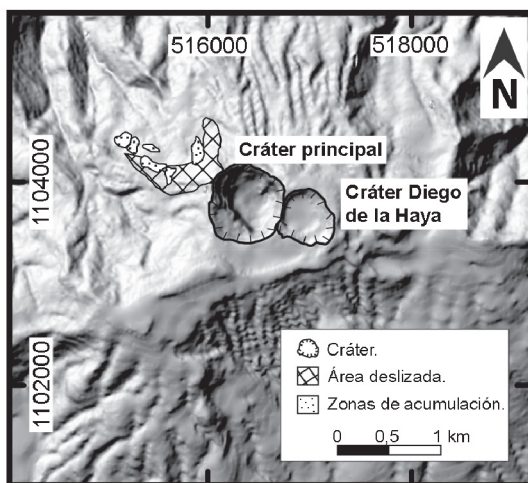 516000 518000
N
Cráter principal
Cráter Diego
de la Haya
1104000
1102000
Cráter.
Área deslizada.
Zonas de acumulación.
0 0,5 1 km